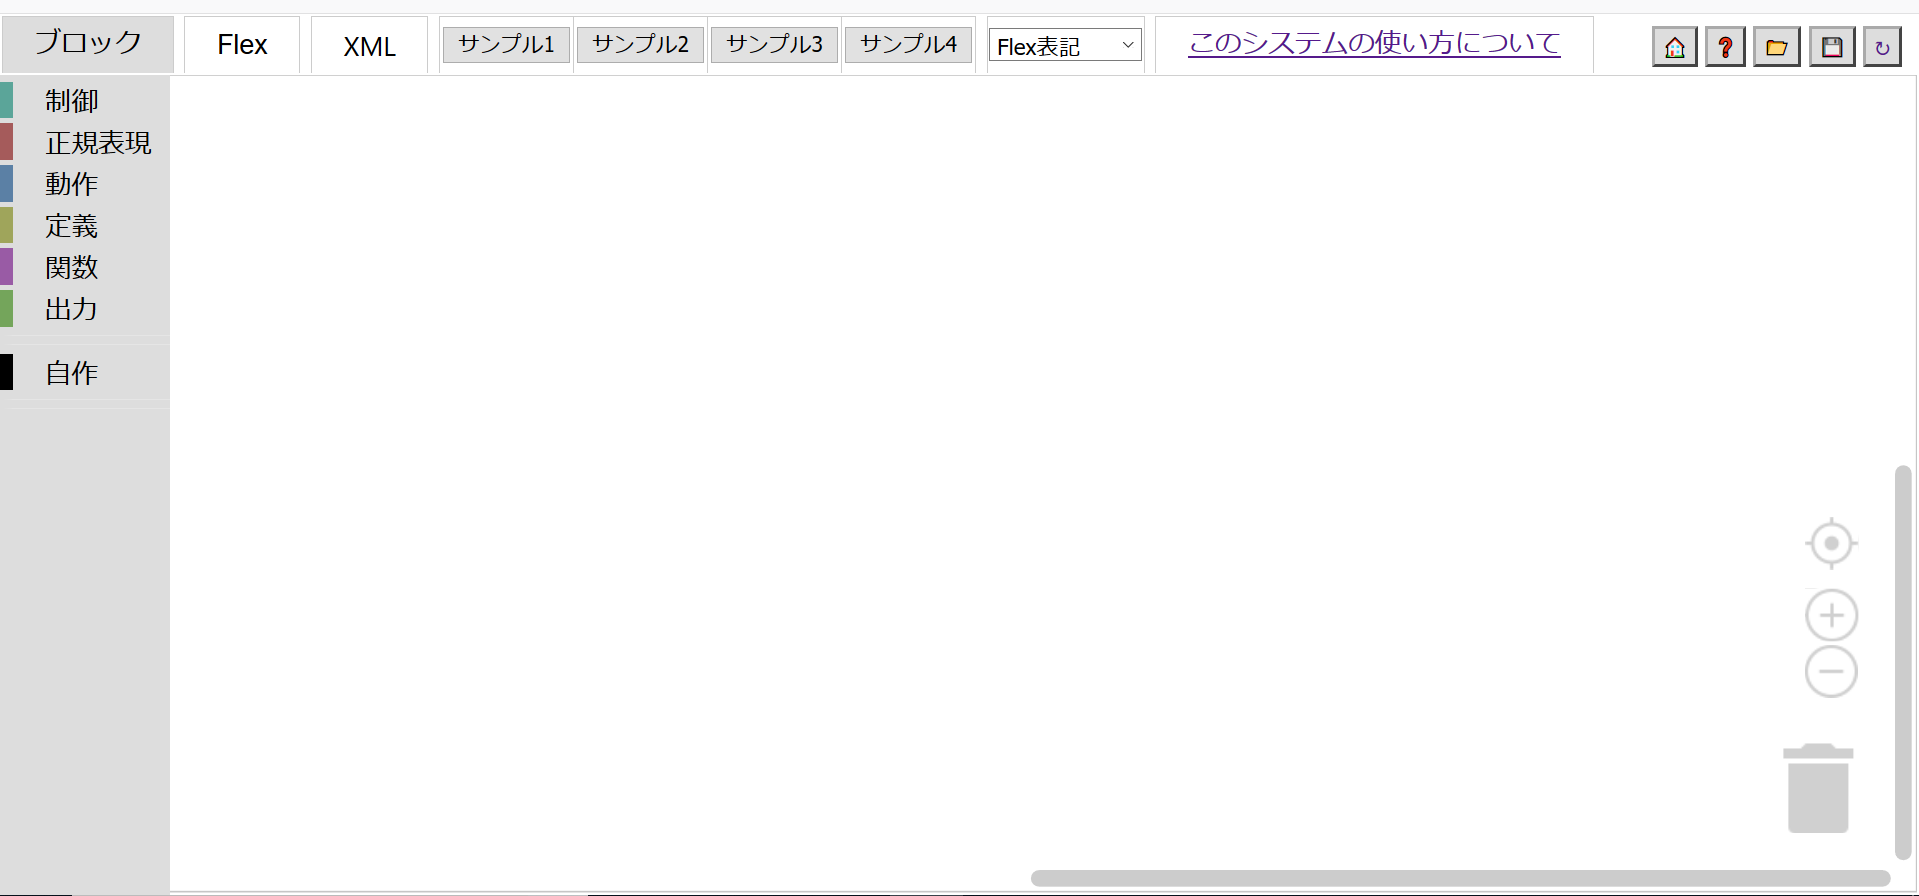 ブロック
Flex
XML
サンプル1
サンプル2
サンプル3
サンプル4
Flex表記
このシステムの使い方について
制御
正規表現
動作
定義
関数
出力
自作